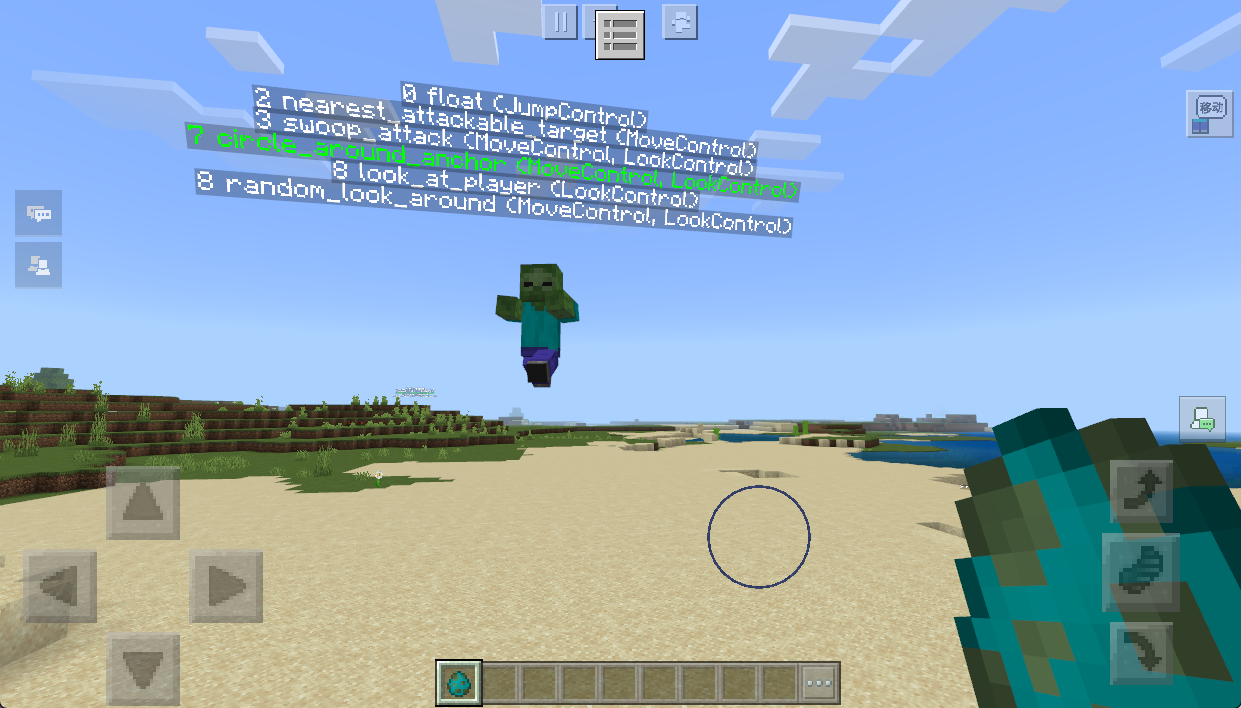 0 float (JumpControl)
2 nearest_attackable_target (MoveControl)
3 swoop_attack (MoveControl, LookControl)
7 circle_around_anchor (MoveControl, LookControl)
8 look_at_player (LookControl)
8 random_look_around (MoveControl, LookControl)
移动